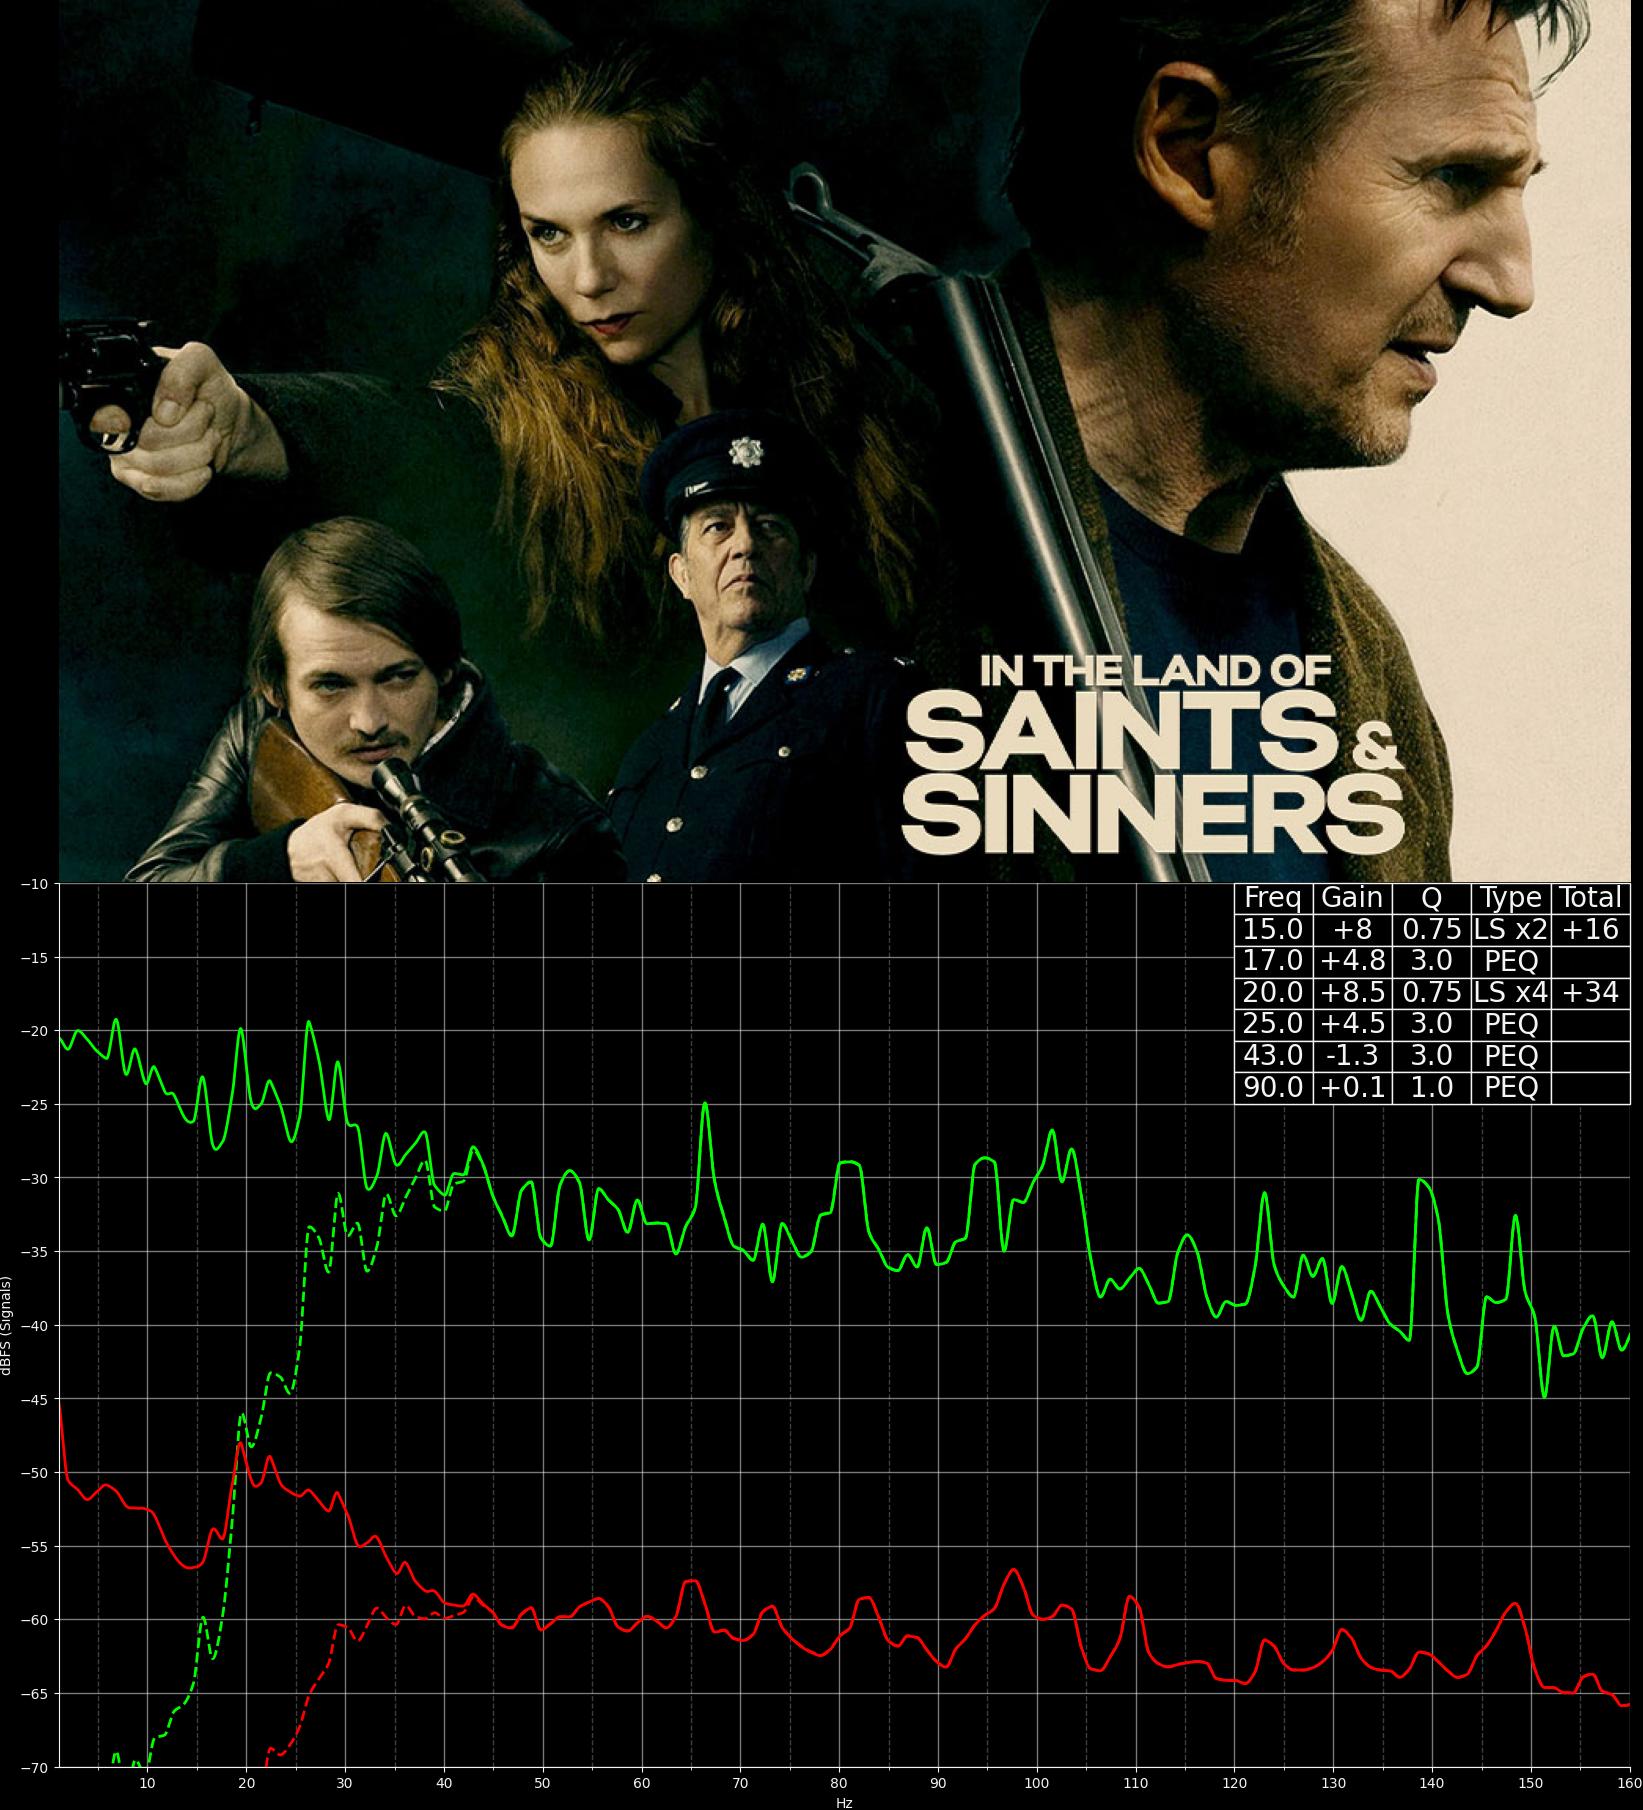 IN THE LAND OF
SAINTS &
SINNERS
Freq Gain Q Type Total
15.0 +8 0.75 LS x2 +16
17.0 +4.8 3.0 PEQ
20.0 +8.5 0.75 LS x4 +34
25.0 +4.5 3.0 PEQ
43.0 -1.3 3.0 PEQ
90.0 +0.1 1.0 PEQ
−10
−15
−20
−25
−30
−35
−40
−45
−50
−55
−60
−65
−70
dBFS (Signals)
10 20 30 40 50 60 70 80 90 100 110 120 130 140 150 160
Hz